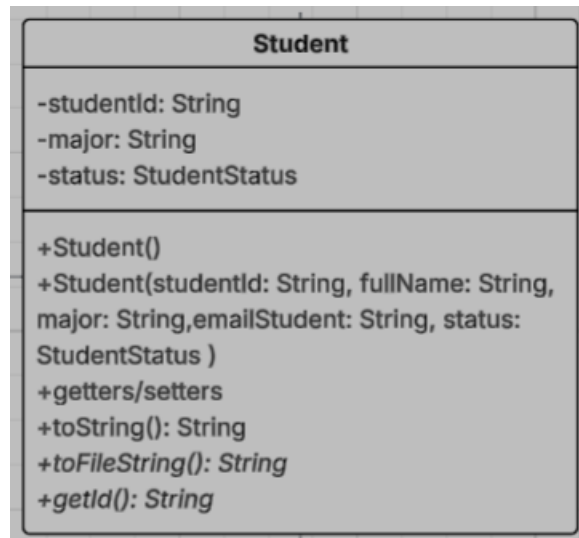 Student
-studentId: String
-major: String
-status: StudentStatus
+Student()
+Student(studentId: String, fullName: String,
major: String,emailStudent: String, status:
StudentStatus )
+getters/setters
+toString(): String
+toFileString(): String
+getId(): String